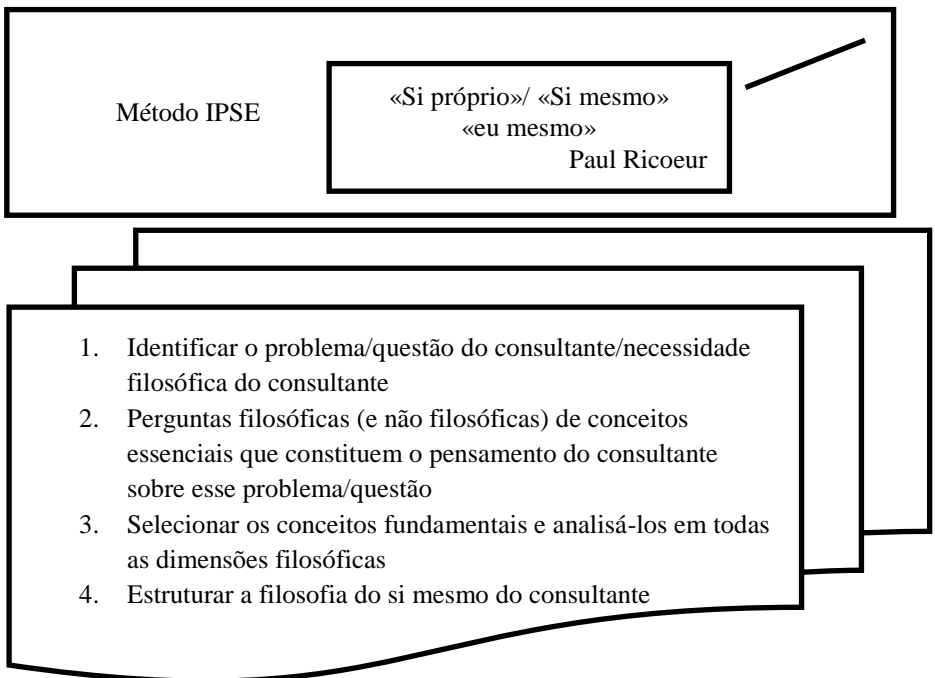 Método IPSE
«Si próprio»/ «Si mesmo»
«eu mesmo»
Paul Ricoeur
1. Identificar o problema/questão do consultante/necessidade
filosófica do consultante
2. Perguntas filosóficas (e não filosóficas) de conceitos
essenciais que constituem o pensamento do consultante
sobre esse problema/questão
3. Selecionar os conceitos fundamentais e analisá-los em todas
as dimensões filosóficas
4. Estruturar a filosofia do si mesmo do consultante